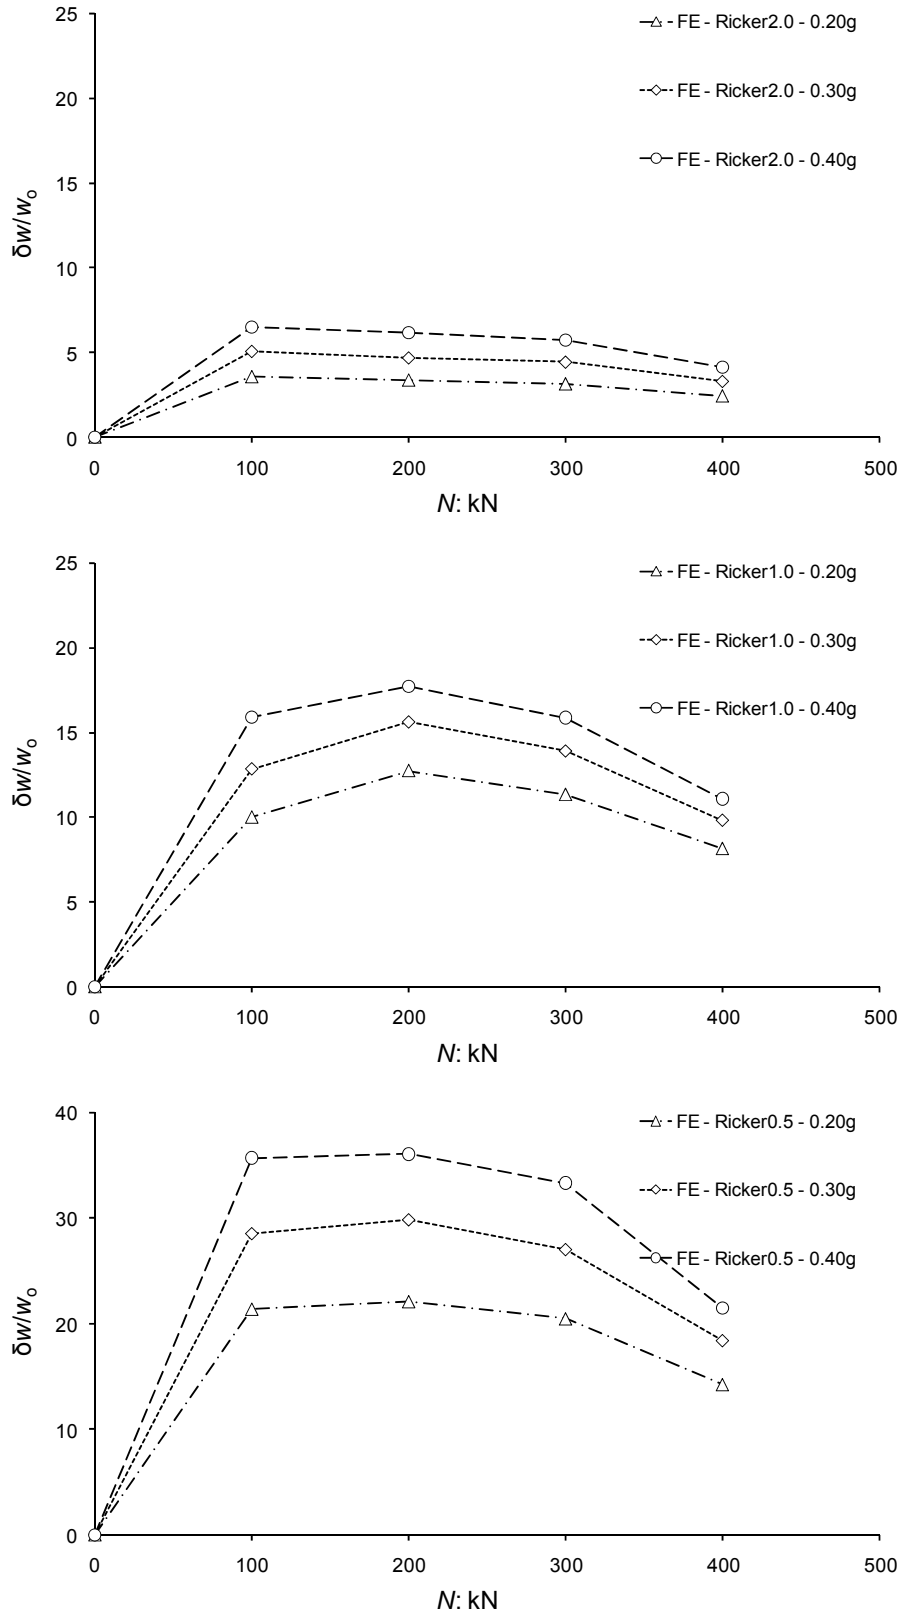 25
FE - Ricker2.0 - 0.20g
20
FE - Ricker2.0 - 0.30g
15
FE - Ricker2.0 - 0.40g
δw/wo
10
5
0
0 100 200 300 400 500
N: kN
25
FE - Ricker1.0 - 0.20g
20
FE - Ricker1.0 - 0.30g
15
FE - Ricker1.0 - 0.40g
δw/wo
10
5
0
0 100 200 300 400 500
N: kN
40
FE - Ricker0.5 - 0.20g
30
FE - Ricker0.5 - 0.30g
FE - Ricker0.5 - 0.40g
δw/wo
20
10
0
0 100 200 300 400 500
N: kN